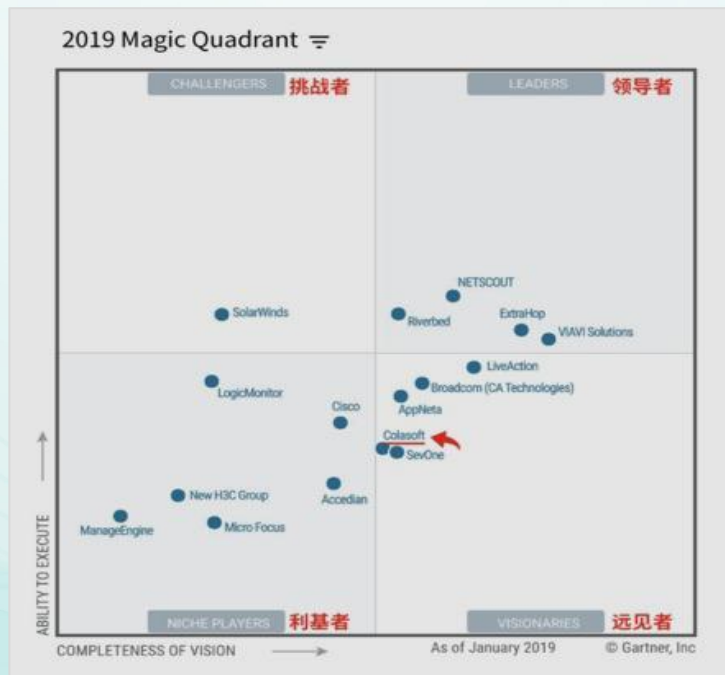 2019 Magic Quadrant
CHALLENGERS 挑战者
LEADERS 领导者
NETSCOUT
SolarWinds
Riverbed
ExtraHop
VIAVI Solutions
LiveAction
LogicMonitor
Broadcom (CA Technologies)
AppNeta
Cisco
Colasoft
SevOne
Accedian
New H3C Group
ManageEngine
Micro Focus
ABILITY TO EXECUTE
NICHE PLAYERS 利基者
VISIONARIES 远见者
COMPLETENESS OF VISION
As of January 2019
© Gartner, Inc